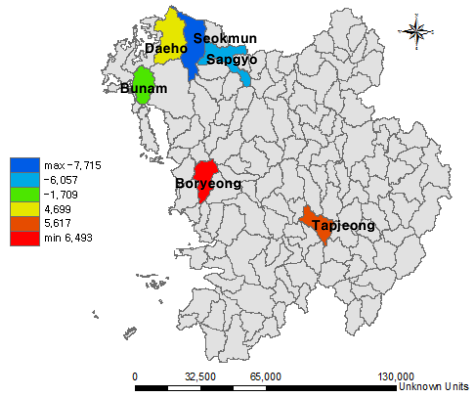 Seokmun
Daeho
Sapgyo
Bunam
max-7,715
-6,057
-1,709
4,699
5,617
min 6,493
Boryeong
Tapjeong
0 32,500 65,000 130,000
Unknown Units